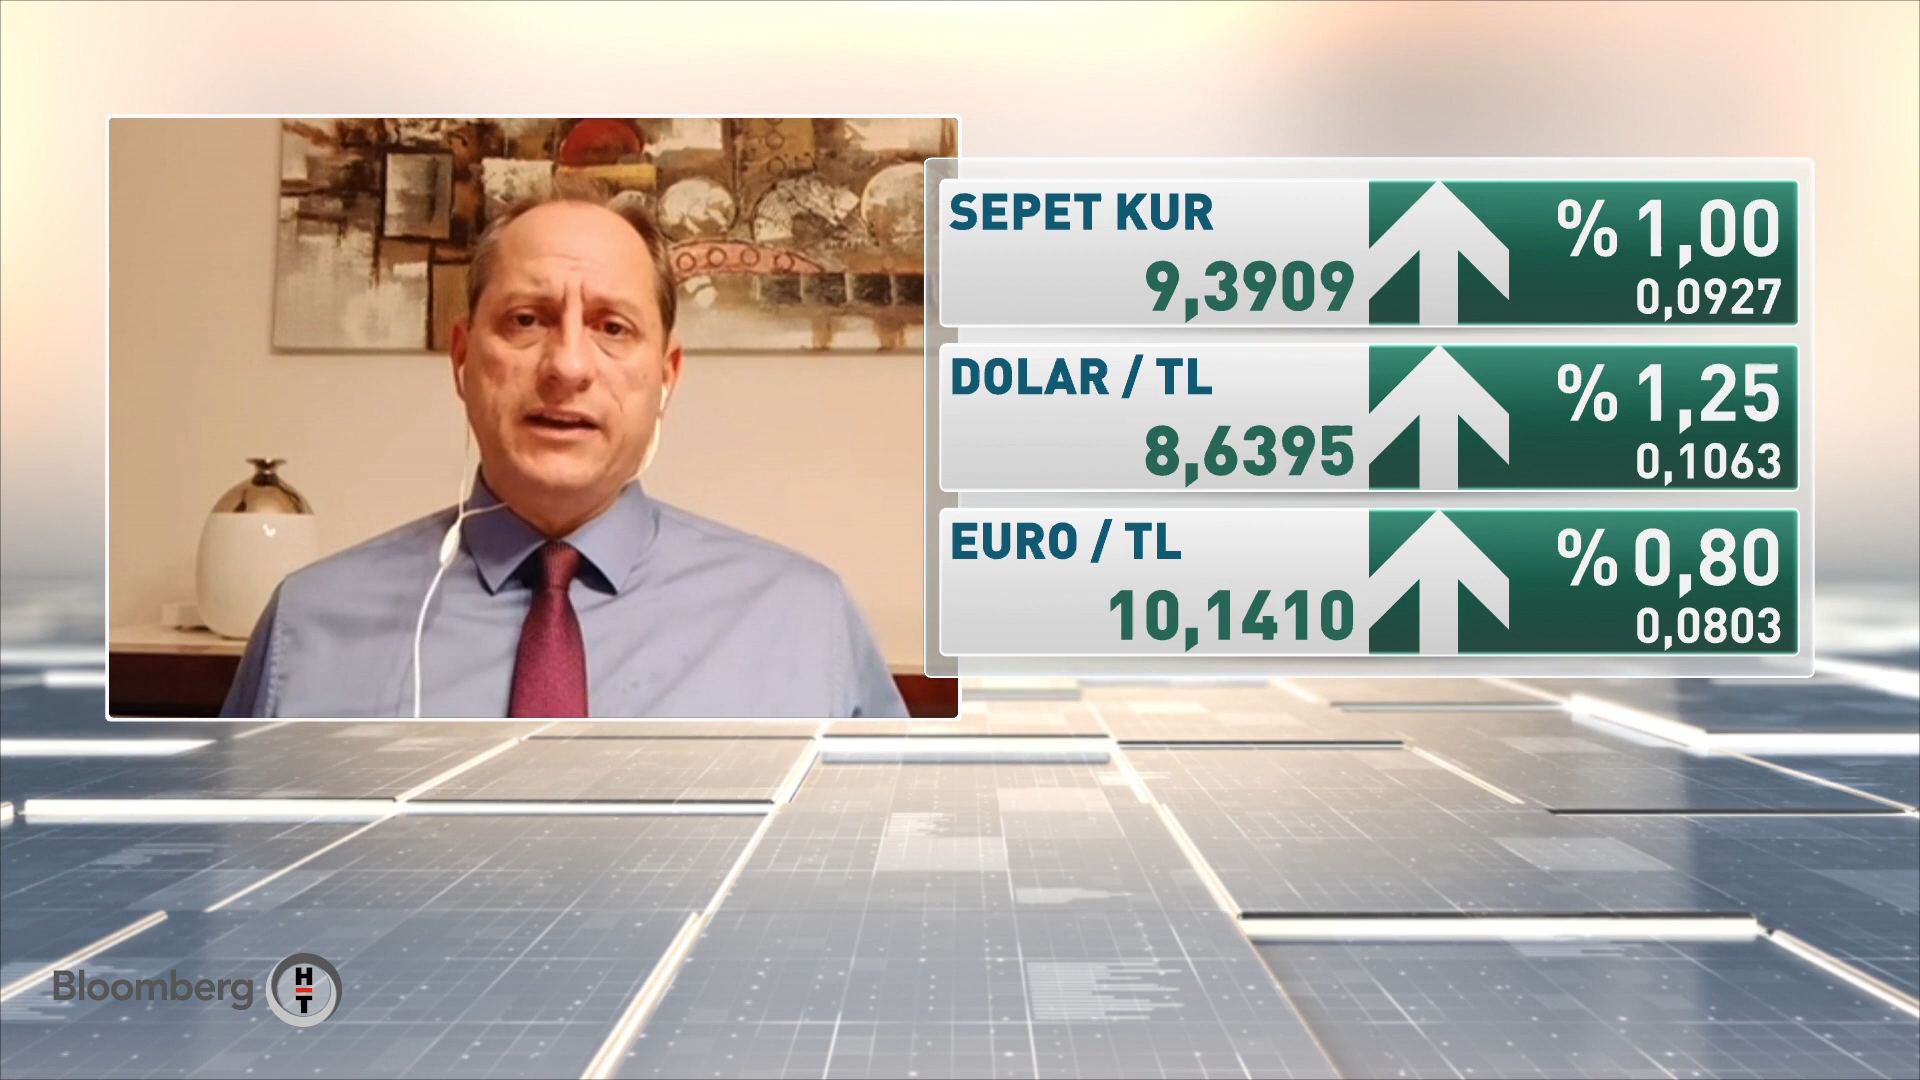 SEPET KUR
9,3909
% 1,00
0,0927
DOLAR / TL
8,6395
% 1,25
0,1063
EURO / TL
10,1410
% 0,80
0,0803
Bloomberg HT